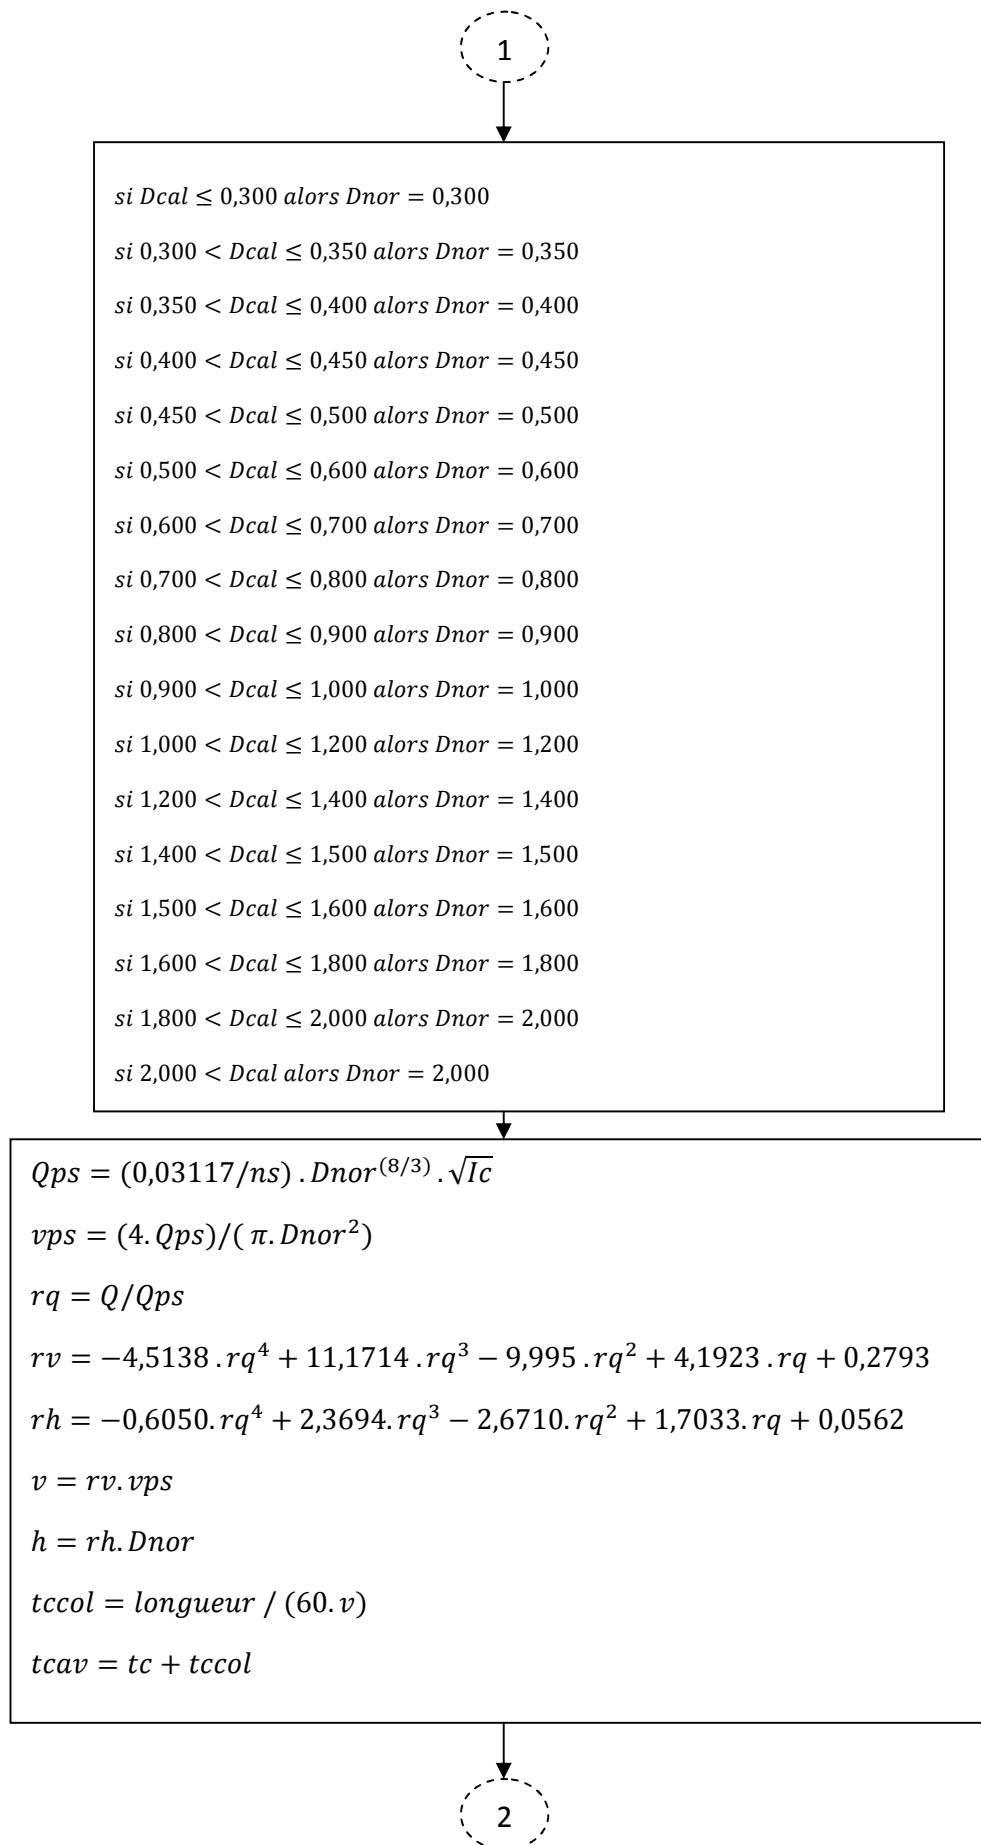 1
si Dcal ≤ 0,300 alors Dnor = 0,300
si 0,300 < Dcal ≤ 0,350 alors Dnor = 0,350
si 0,350 < Dcal ≤ 0,400 alors Dnor = 0,400
si 0,400 < Dcal ≤ 0,450 alors Dnor = 0,450
si 0,450 < Dcal ≤ 0,500 alors Dnor = 0,500
si 0,500 < Dcal ≤ 0,600 alors Dnor = 0,600
si 0,600 < Dcal ≤ 0,700 alors Dnor = 0,700
si 0,700 < Dcal ≤ 0,800 alors Dnor = 0,800
si 0,800 < Dcal ≤ 0,900 alors Dnor = 0,900
si 0,900 < Dcal ≤ 1,000 alors Dnor = 1,000
si 1,000 < Dcal ≤ 1,200 alors Dnor = 1,200
si 1,200 < Dcal ≤ 1,400 alors Dnor = 1,400
si 1,400 < Dcal ≤ 1,500 alors Dnor = 1,500
si 1,500 < Dcal ≤ 1,600 alors Dnor = 1,600
si 1,600 < Dcal ≤ 1,800 alors Dnor = 1,800
si 1,800 < Dcal ≤ 2,000 alors Dnor = 2,000
si 2,000 < Dcal alors Dnor = 2,000
Qps = (0,03117/ns) . Dnor^(8/3) . √Ic
vps = (4. Qps)/( π. Dnor²)
rq = Q/Qps
rv = −4,5138 . rq⁴ + 11,1714 . rq³ − 9,995 . rq² + 4,1923 . rq + 0,2793
rh = −0,6050. rq⁴ + 2,3694. rq³ − 2,6710. rq² + 1,7033. rq + 0,0562
v = rv. vps
h = rh. Dnor
tccol = longueur / (60. v)
tcav = tc + tccol
2